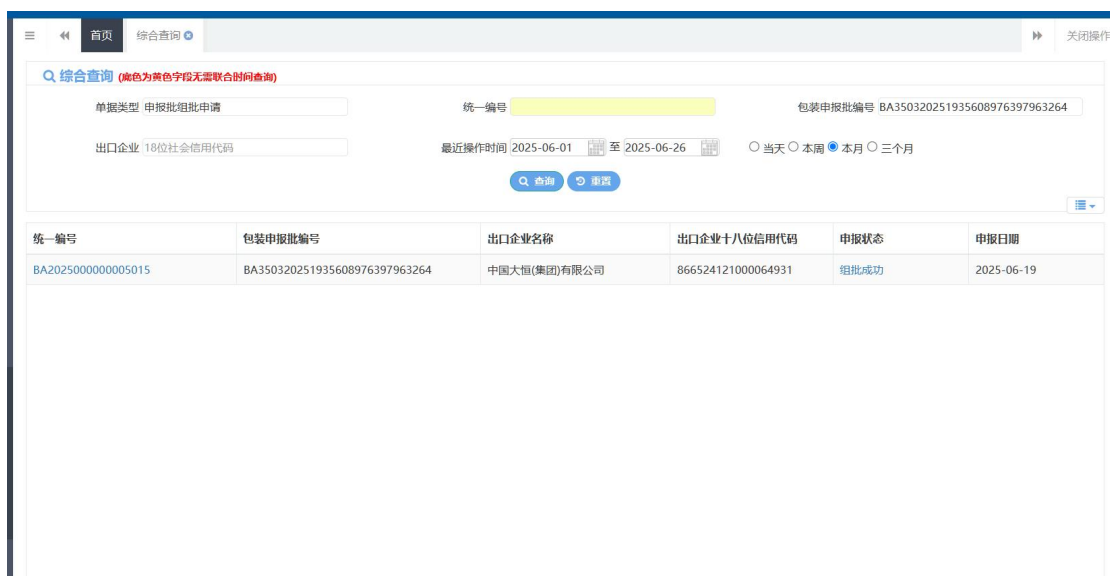 首页
综合查询
关闭操作
综合查询 (底色为黄色字段无需联合时间查询)
单据类型 申报批组批申请 统一编号 包装申报批编号 BA3503202519356089763979632​64
出口企业 18位社会信用代码 最近操作时间 2025-06-01 至 2025-06-26 当天 本周 本月 三个月
查询 重置
统一编号 包装申报批编号 出口企业名称 出口企业十八位信用代码 申报状态 申报日期
BA2025000000005015 BA350320251935608976397963264 中国大恒(集团)有限公司 866524121000064931 组批成功 2025-06-19